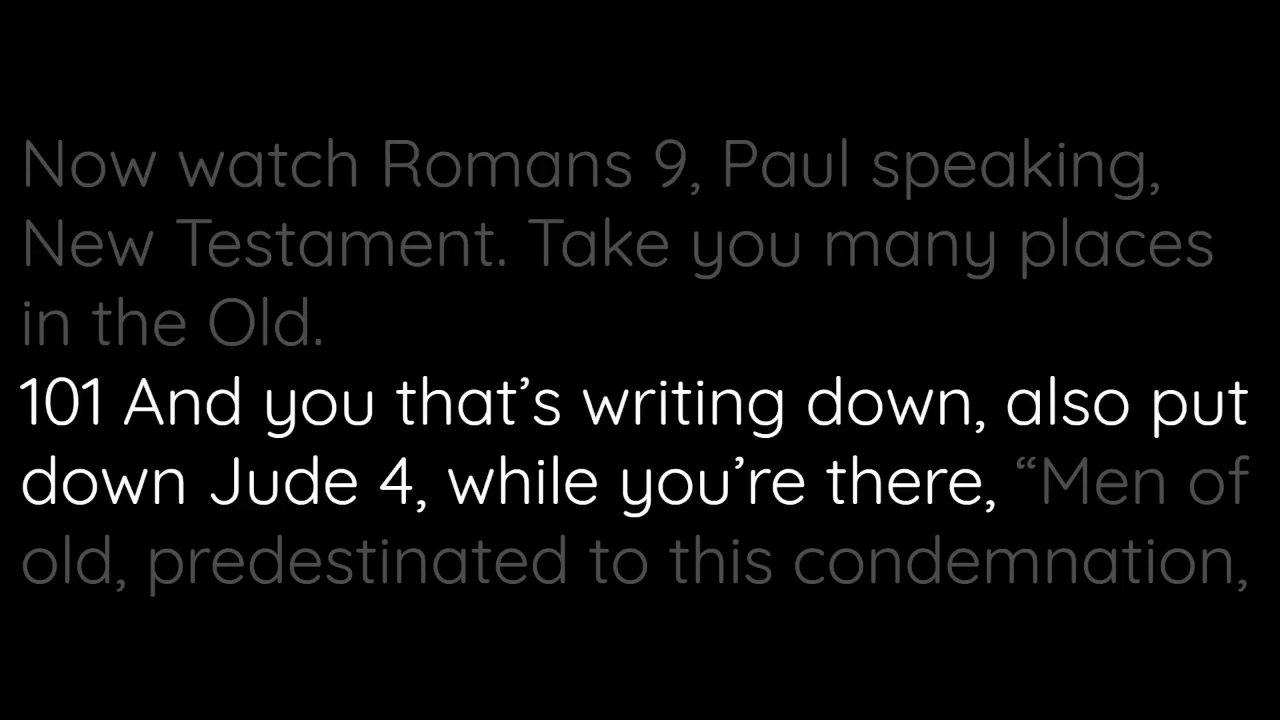 Now watch Romans 9, Paul speaking,
New Testament. Take you many places
in the Old.
101 And you that’s writing down, also put
down Jude 4, while you’re there, “Men of
old, predestinated to this condemnation,